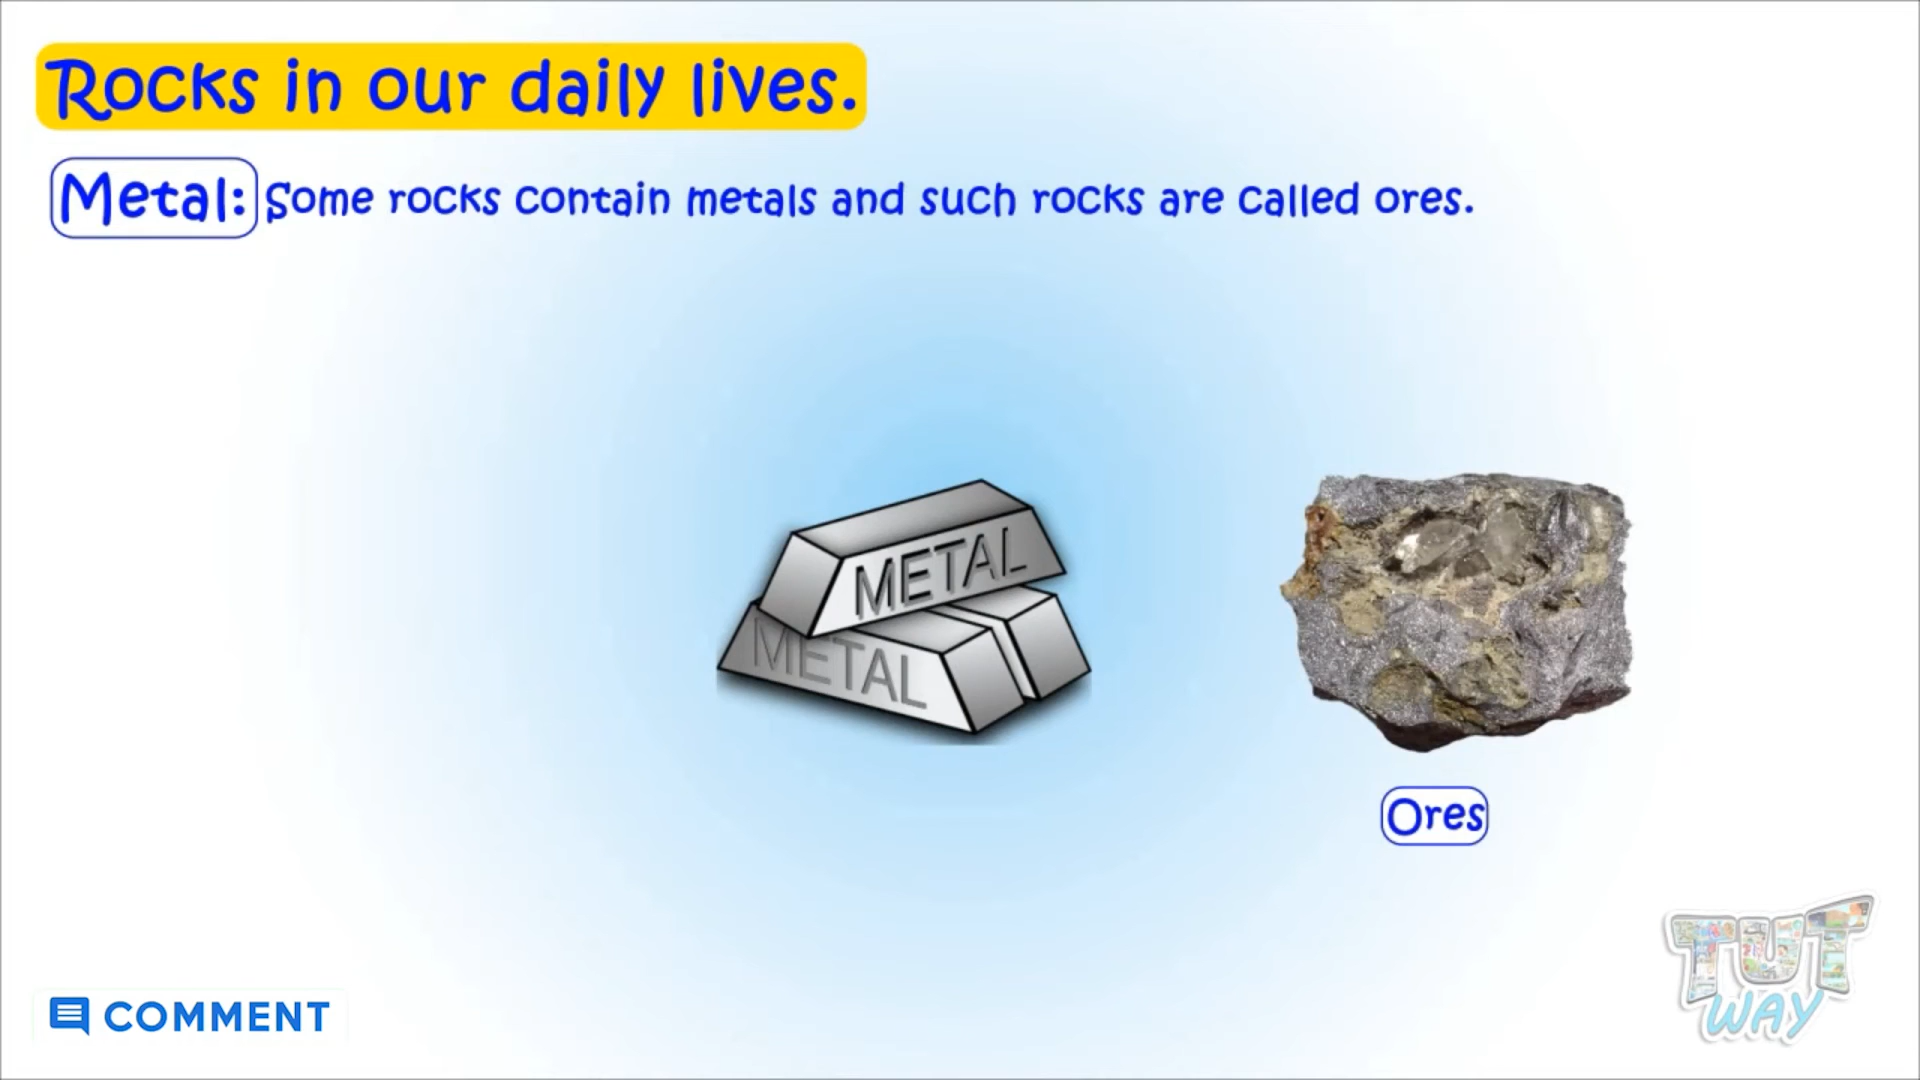 Rocks in our daily lives.
Metal: Some rocks contain metals and such rocks are called ores.
METAL
METAL
Ores
TUT
WAY
COMMENT